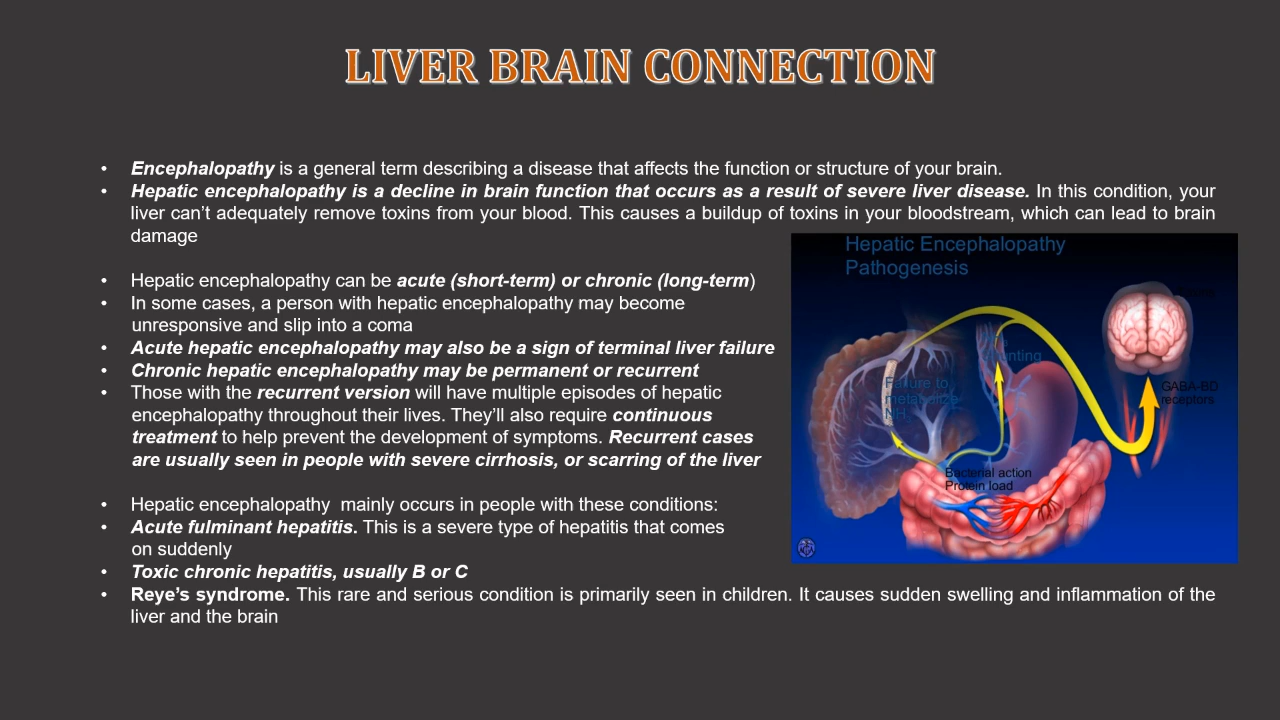 LIVER BRAIN CONNECTION
• Encephalopathy is a general term describing a disease that affects the function or structure of your brain.
• Hepatic encephalopathy is a decline in brain function that occurs as a result of severe liver disease. In this condition, your
liver can’t adequately remove toxins from your blood. This causes a buildup of toxins in your bloodstream, which can lead to brain
damage
• Hepatic encephalopathy can be acute (short-term) or chronic (long-term)
• In some cases, a person with hepatic encephalopathy may become
unresponsive and slip into a coma
• Acute hepatic encephalopathy may also be a sign of terminal liver failure
• Chronic hepatic encephalopathy may be permanent or recurrent
• Those with the recurrent version will have multiple episodes of hepatic
encephalopathy throughout their lives. They’ll also require continuous
treatment to help prevent the development of symptoms. Recurrent cases
are usually seen in people with severe cirrhosis, or scarring of the liver
• Hepatic encephalopathy  mainly occurs in people with these conditions:
• Acute fulminant hepatitis. This is a severe type of hepatitis that comes
on suddenly
• Toxic chronic hepatitis, usually B or C
• Reye’s syndrome. This rare and serious condition is primarily seen in children. It causes sudden swelling and inflammation of the
liver and the brain
Hepatic Encephalopathy
Pathogenesis
Failure to
metabolize
Bacterial action
Protein load
GABA-BD
receptors